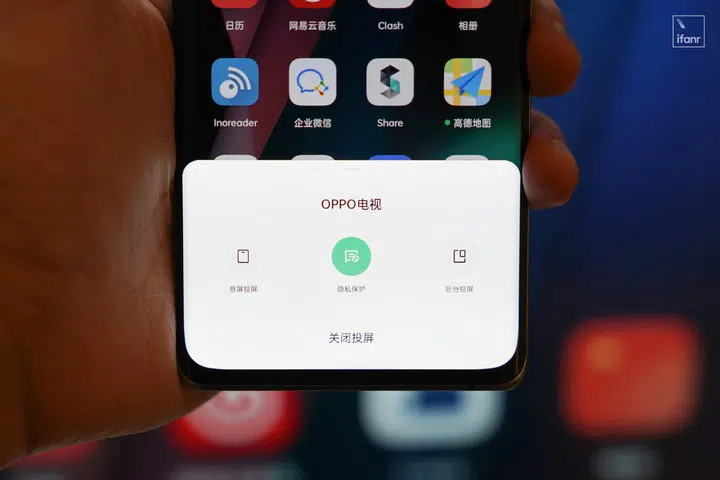 ifanr
日历
网易云音乐
Clash
相册
Inoreader
企业微信
Share
高德地图
OPPO电视
息屏投屏
隐私保护
后台投屏
关闭投屏